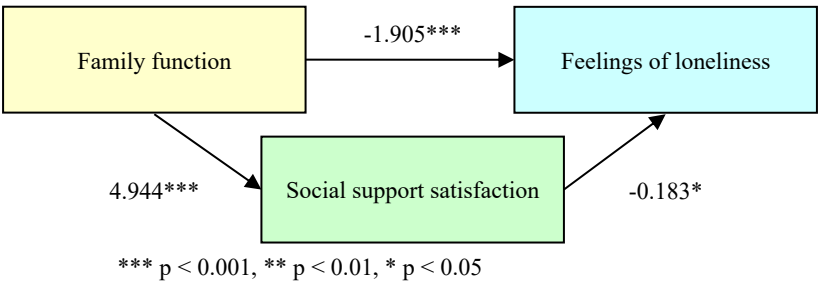 -1.905***
Family function
Feelings of loneliness
4.944***
Social support satisfaction
-0.183*
*** p < 0.001, ** p < 0.01, * p < 0.05